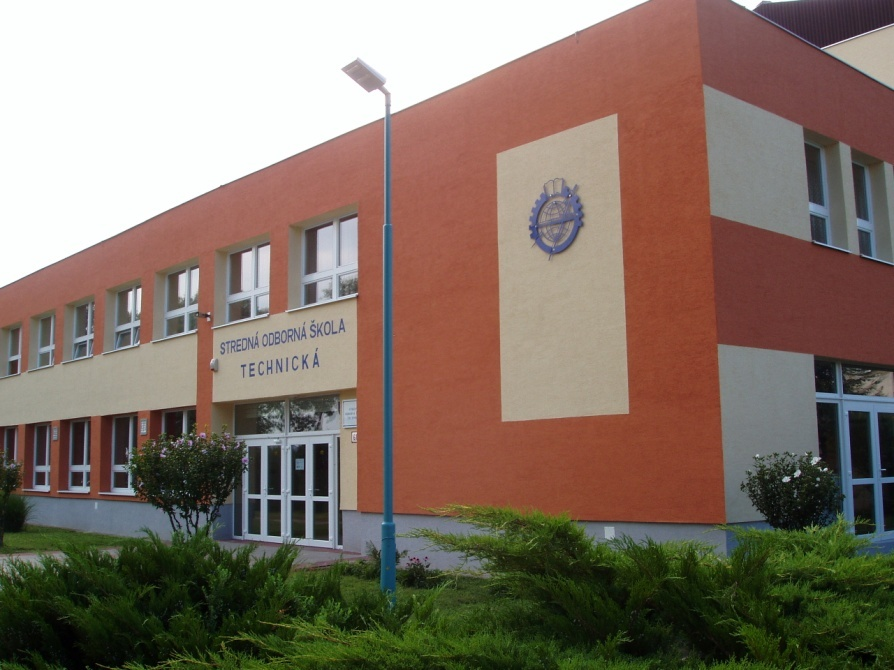 STREDNÁ ODBORNÁ ŠKOLA
TECHNICKÁ